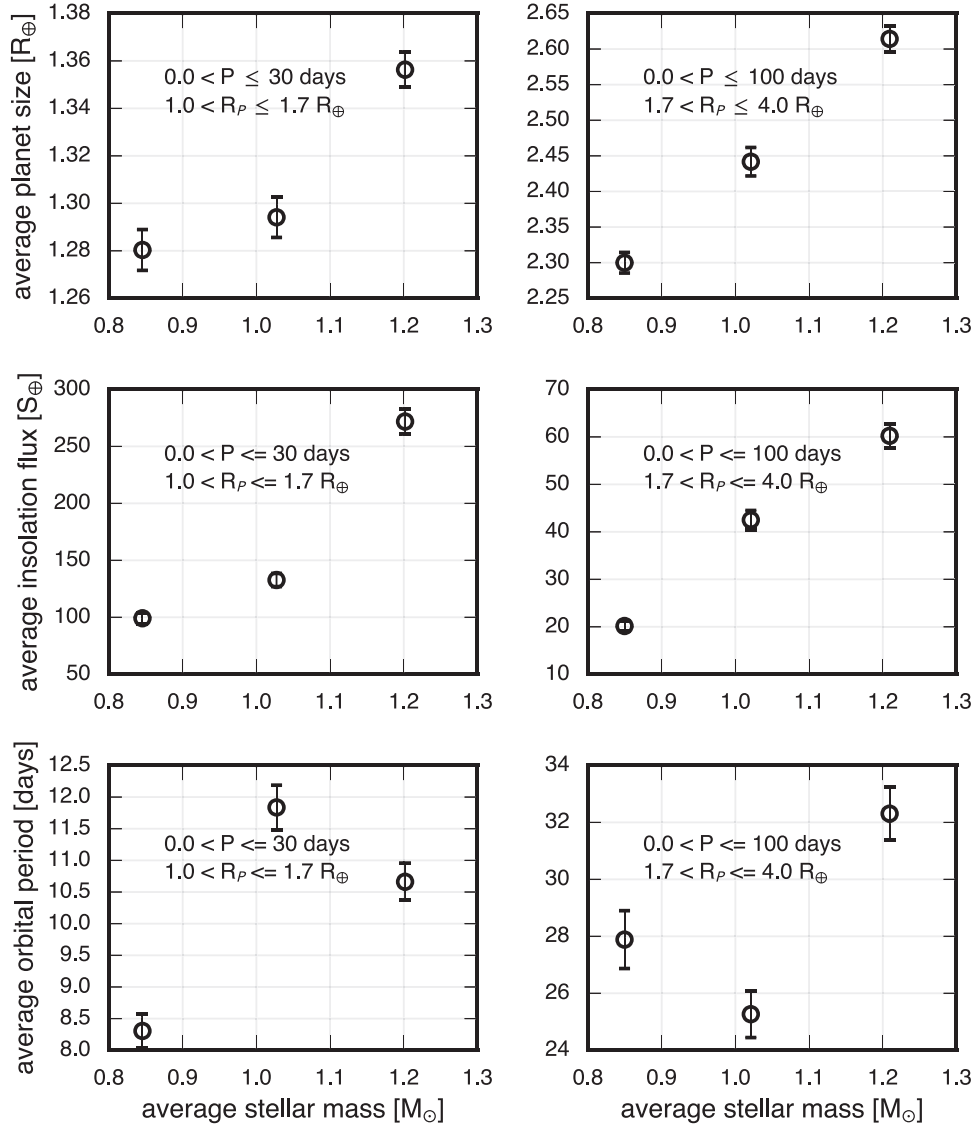 average planet size [R⊕]
1.38
1.36
1.34
1.32
1.30
1.28
1.26
0.0 < P ≤ 30 days
1.0 < R_P ≤ 1.7 R⊕
0.8 0.9 1.0 1.1 1.2 1.3
2.65
2.60
2.55
2.50
2.45
2.40
2.35
2.30
2.25
0.0 < P ≤ 100 days
1.7 < R_P ≤ 4.0 R⊕
0.8 0.9 1.0 1.1 1.2 1.3
average insolation flux [S⊕]
300
250
200
150
100
50
0.0 < P <= 30 days
1.0 < R_P <= 1.7 R⊕
0.8 0.9 1.0 1.1 1.2 1.3
70
60
50
40
30
20
10
0.0 < P <= 100 days
1.7 < R_P <= 4.0 R⊕
0.8 0.9 1.0 1.1 1.2 1.3
average orbital period [days]
12.5
12.0
11.5
11.0
10.5
10.0
9.5
9.0
8.5
8.0
0.0 < P <= 30 days
1.0 < R_P <= 1.7 R⊕
0.8 0.9 1.0 1.1 1.2 1.3
average stellar mass [M⊙]
34
32
30
28
26
24
0.0 < P <= 100 days
1.7 < R_P <= 4.0 R⊕
0.8 0.9 1.0 1.1 1.2 1.3
average stellar mass [M⊙]